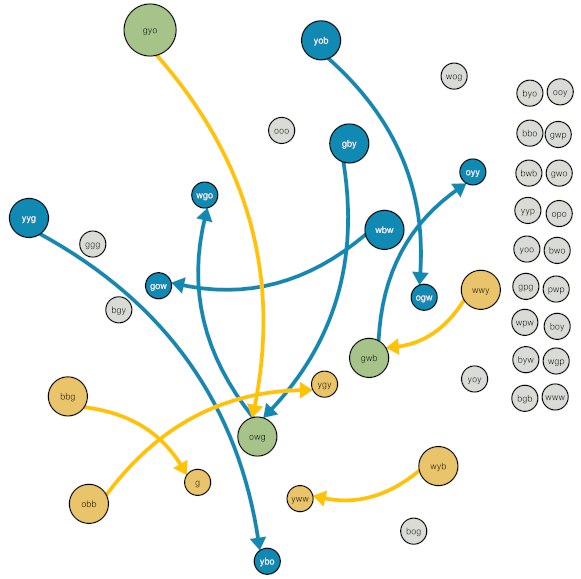 gyo
yob
wog
byo ooy
ooo
bbo gwp
gby
oyy
bwb gwo
wgo
yyg
yyp opo
wbw
ggg
yoo bwo
gow
ogw
wwy
gpg pwp
bgy
wpw boy
gwb
byw wgp
ygy
yoy
bbg
bgb www
owg
wyb
g
yww
obb
bog
ybo